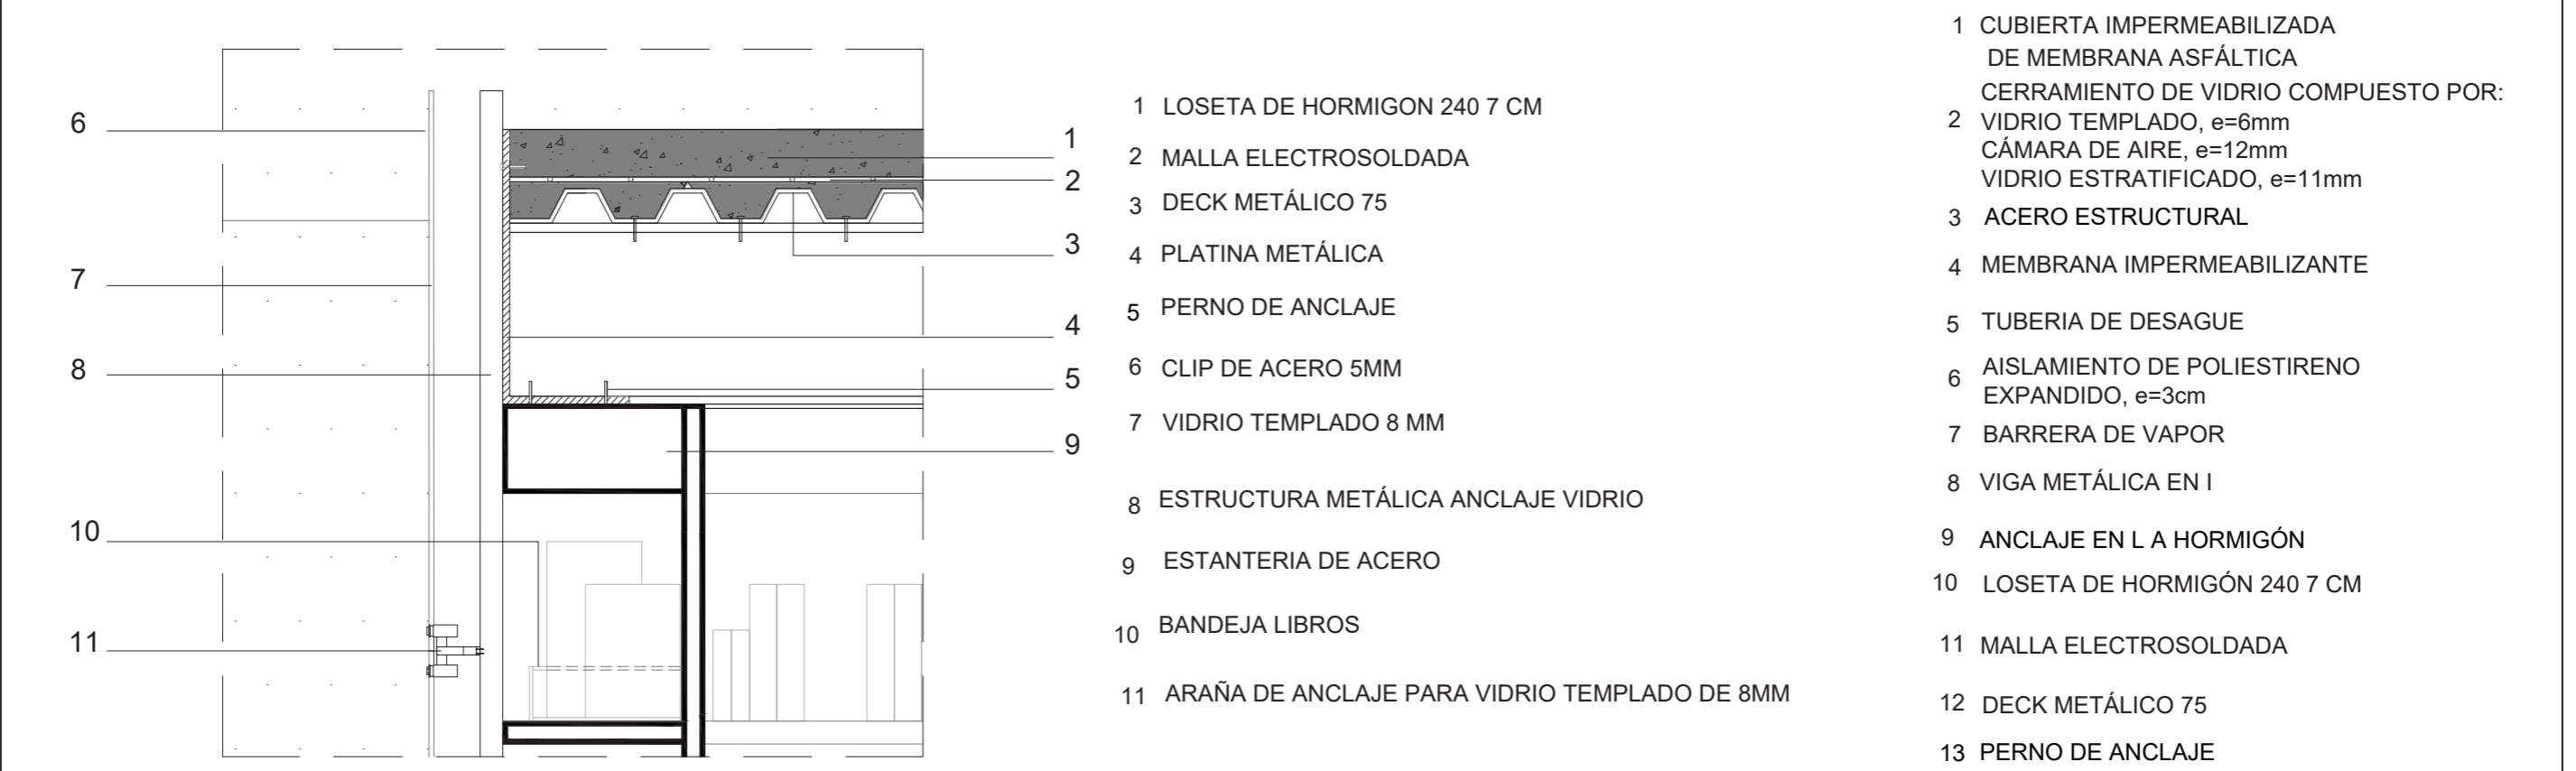 6
7
8
10
11
1
2
3
4
5
9
1 LOSETA DE HORMIGON 240 7 CM
2 MALLA ELECTROSOLDADA
3 DECK METÁLICO 75
4 PLATINA METÁLICA
5 PERNO DE ANCLAJE
6 CLIP DE ACERO 5MM
7 VIDRIO TEMPLADO 8 MM
8 ESTRUCTURA METÁLICA ANCLAJE VIDRIO
9 ESTANTERIA DE ACERO
10 BANDEJA LIBROS
11 ARAÑA DE ANCLAJE PARA VIDRIO TEMPLADO DE 8MM
1 CUBIERTA IMPERMEABILIZADA
DE MEMBRANA ASFÁLTICA
CERRAMIENTO DE VIDRIO COMPUESTO POR:
2 VIDRIO TEMPLADO, e=6mm
CÁMARA DE AIRE, e=12mm
VIDRIO ESTRATIFICADO, e=11mm
3 ACERO ESTRUCTURAL
4 MEMBRANA IMPERMEABILIZANTE
5 TUBERIA DE DESAGUE
6 AISLAMIENTO DE POLIESTIRENO
EXPANDIDO, e=3cm
7 BARRERA DE VAPOR
8 VIGA METÁLICA EN I
9 ANCLAJE EN L A HORMIGÓN
10 LOSETA DE HORMIGÓN 240 7 CM
11 MALLA ELECTROSOLDADA
12 DECK METÁLICO 75
13 PERNO DE ANCLAJE